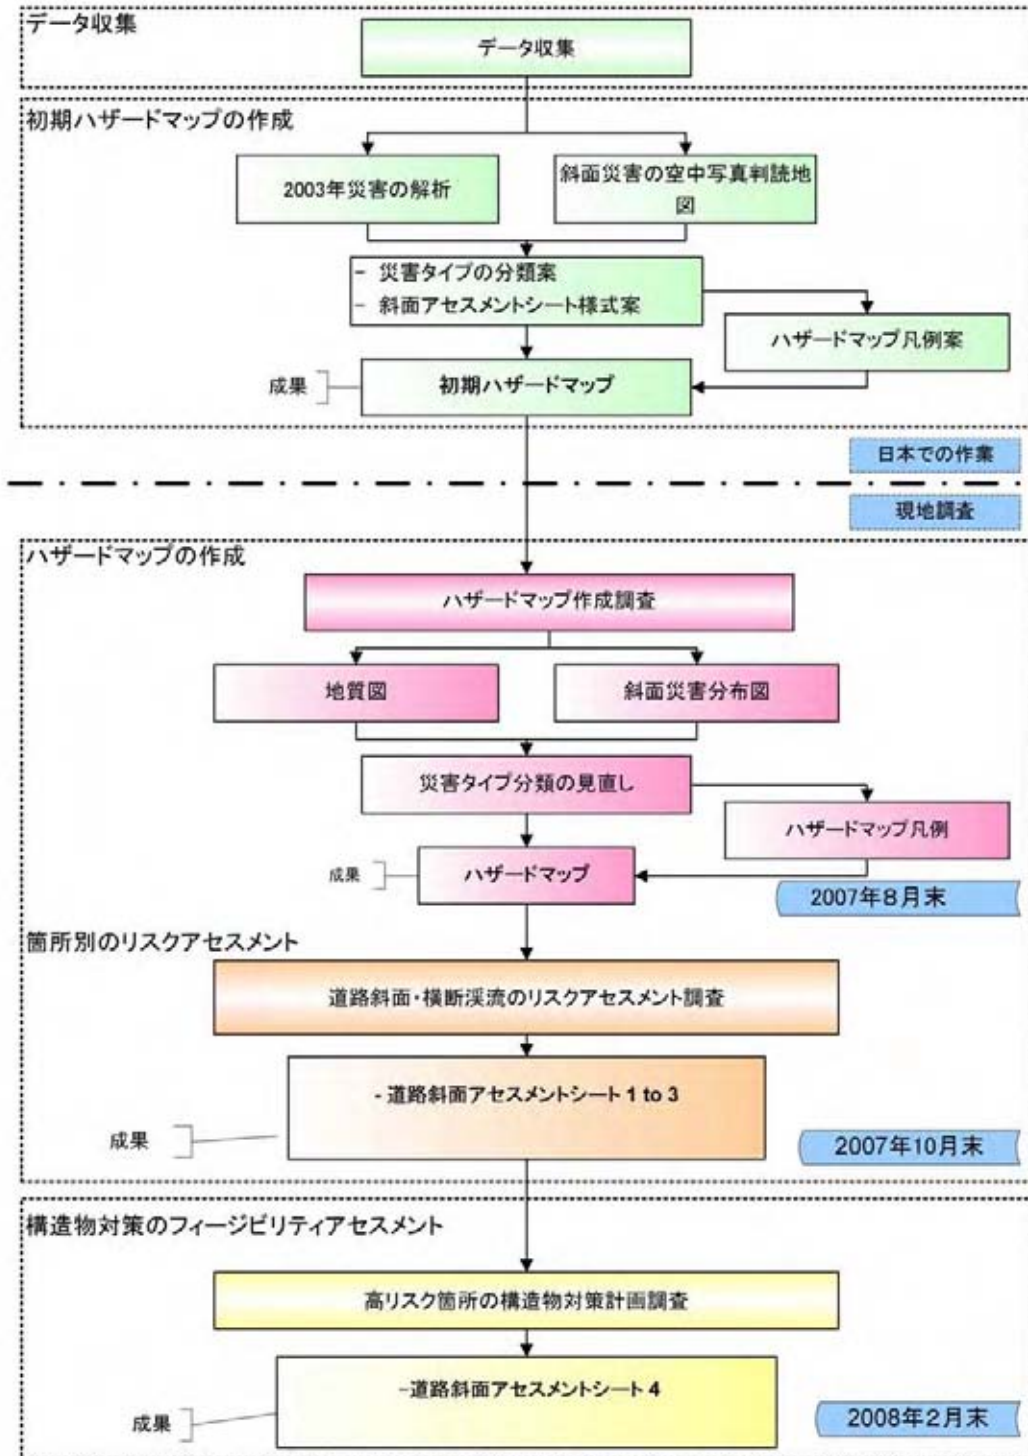 データ収集
データ収集
初期ハザードマップの作成
2003年災害の解析
斜面災害の空中写真判読地
図
- 災害タイプの分類案
- 斜面アセスメントシート様式案
ハザードマップ凡例案
成果
初期ハザードマップ
日本での作業
現地調査
ハザードマップの作成
ハザードマップ作成調査
地質図
斜面災害分布図
災害タイプ分類の見直し
ハザードマップ凡例
成果
ハザードマップ
2007年8月末
箇所別のリスクアセスメント
道路斜面・横断渓流のリスクアセスメント調査
- 道路斜面アセスメントシート 1 to 3
成果
2007年10月末
構造物対策のフィージビリティアセスメント
高リスク箇所の構造物対策計画調査
-道路斜面アセスメントシート 4
成果
2008年2月末